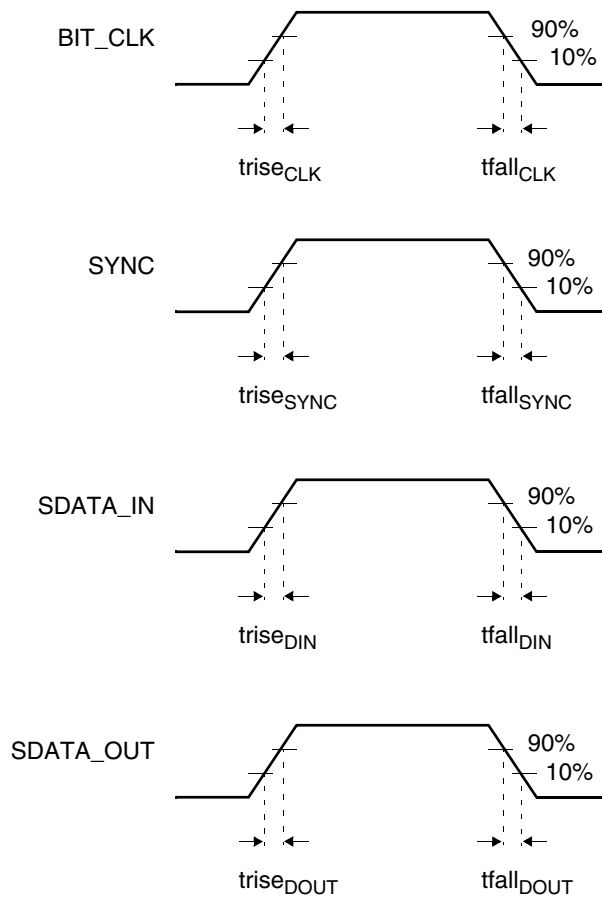 BIT_CLK
90%
10%
trise_CLK
tfall_CLK
SYNC
90%
10%
trise_SYNC
tfall_SYNC
SDATA_IN
90%
10%
trise_DIN
tfall_DIN
SDATA_OUT
90%
10%
trise_DOUT
tfall_DOUT